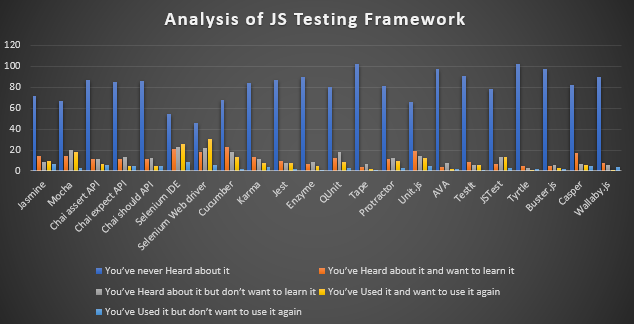 Analysis of JS Testing Framework
120
100
80
60
40
20
0
Jasmine
Mocha
Chai assert API
Chai expect API
Chai should API
Selenium IDE
Selenium Web driver
Cucumber
Karma
Jest
Enzyme
QUnit
Tape
Protractor
Unit.js
AVA
TestIt
JSTest
Tyrtle
Buster.js
Casper
Wallaby.js
You've never Heard about it
You've Heard about it and want to learn it
You've Heard about it but don't want to learn it
You've Used it and want to use it again
You've Used it but don't want to use it again